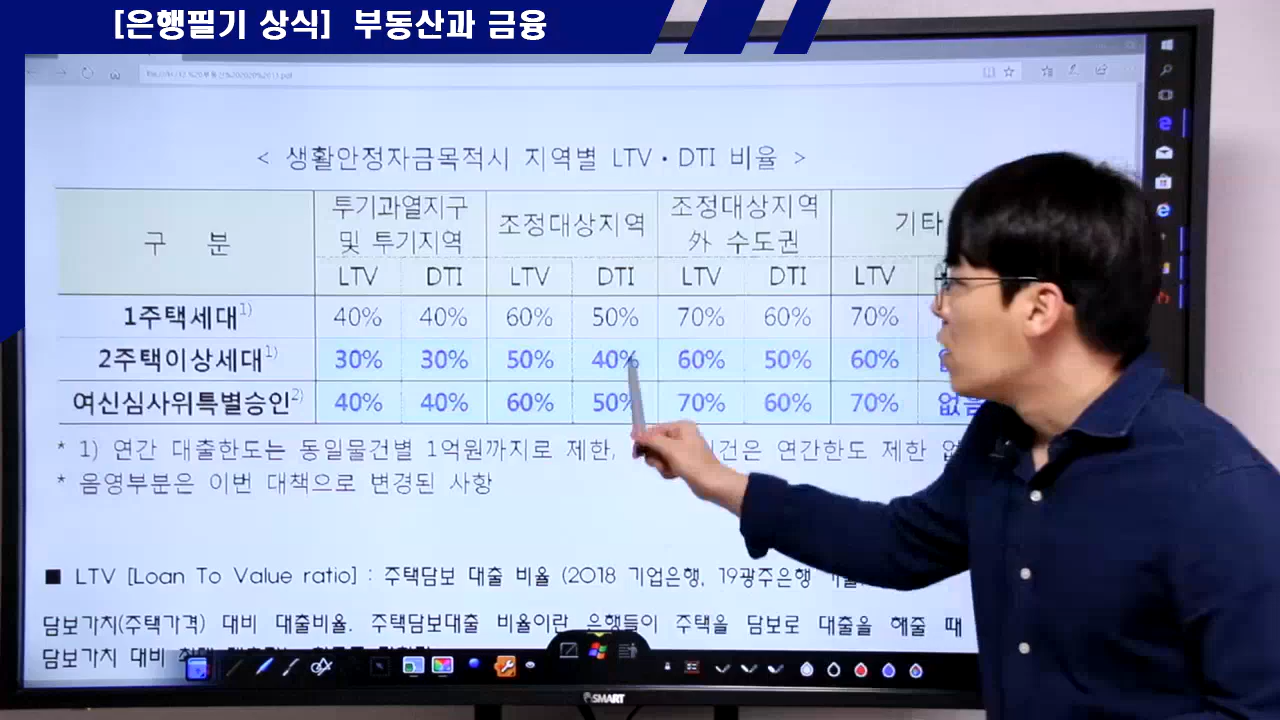 [은행필기 상식] 부동산과 금융
< 생활안정자금목적시 지역별 LTV・DTI 비율 >
구 분 투기과열지구 및 투기지역 조정대상지역 조정대상지역 外 수도권 기타
LTV DTI LTV DTI LTV DTI LTV
1주택세대1) 40% 40% 60% 50% 70% 60% 70%
2주택이상세대1) 30% 30% 50% 40% 60% 50% 60%
여신심사위특별승인2) 40% 40% 60% 50% 70% 60% 70% 없음
* 1) 연간 대출한도는 동일물건별 1억원까지로 제한, 건은 연간한도 제한
* 음영부분은 이번 대책으로 변경된 사항
■ LTV [Loan To Value ratio] : 주택담보 대출 비율 (2018 기업은행, 19광주은행
담보가치(주택가격) 대비 대출비율. 주택담보대출 비율이란 은행들이 주택을 담보로 대출을 해줄 때
담보가치 대비
SMART